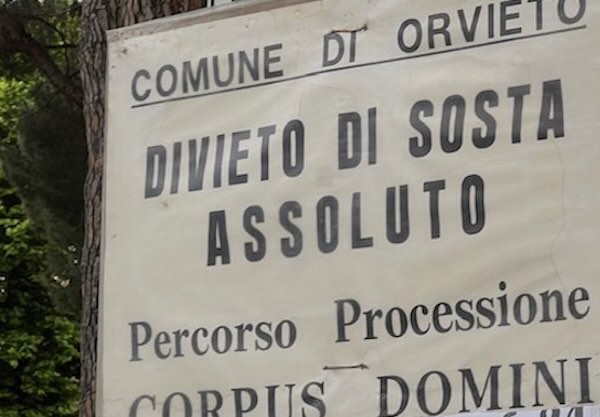 COMUNE DI ORVIETO
DIVIETO DI SOSTA
ASSOLUTO
Percorso Processione
CORPUS DOMINI